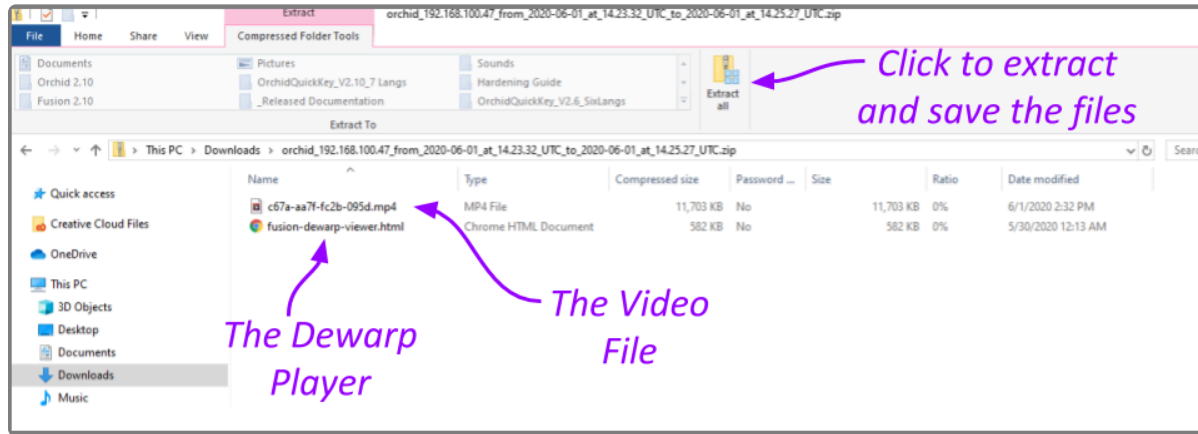 Extract
orchid_192.168.100.47_from_2020-06-01_at_14.23.32_UTC_to_2020-06-01_at_14.25.27_UTC.zip
File Home Share View Compressed Folder Tools
Documents Pictures Sounds
Orchid 2.10 OrchidQuickKey_V2.10_7 Langs Hardening Guide
Fusion 2.10 _Released Documentation OrchidQuickKey_V2.6_SixLangs
Extract
all
Extract To
Click to extract
and save the files
This PC > Downloads > orchid_192.168.100.47_from_2020-06-01_at_14.23.32_UTC_to_2020-06-01_at_14.25.27_UTC.zip
Sear
Name Type Compressed size Password ... Size Ratio Date modified
c67a-aa7f-fc2b-095d.mp4 MP4 File 11,703 KB No 11,703 KB 0% 6/1/2020 2:32 PM
fusion-dewarp-viewer.html Chrome HTML Document 582 KB No 582 KB 0% 5/30/2020 12:13 AM
Quick access
Creative Cloud Files
OneDrive
This PC
3D Objects
Desktop
Documents
Downloads
Music
The Dewarp
Player
The Video
File